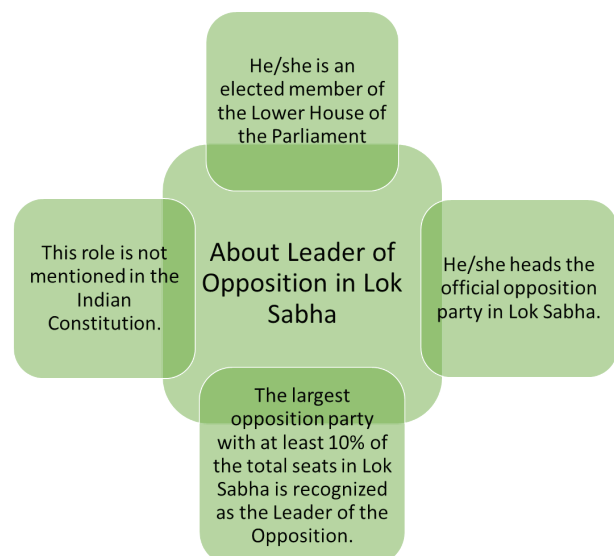 He/she is an
elected member of
the Lower House of
the Parliament
This role is not
mentioned in the
Indian
Constitution.
About Leader of
Opposition in Lok
Sabha
He/she heads the
official opposition
party in Lok Sabha.
The largest
opposition party
with at least 10% of
the total seats in Lok
Sabha is recognized
as the Leader of the
Opposition.